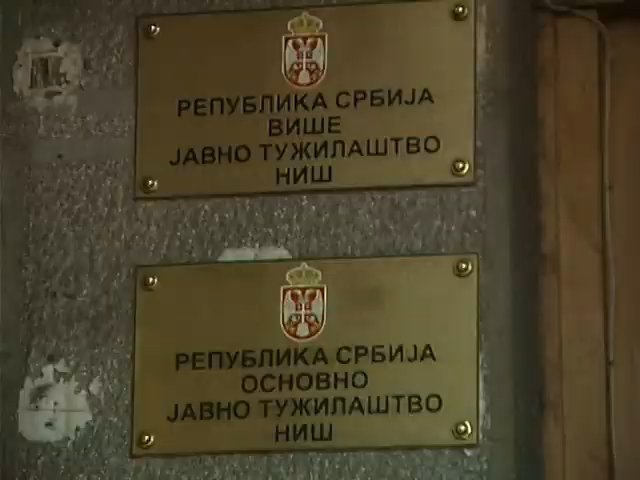 РЕПУБЛИКА СРБИЈА
ВИШЕ
ЈАВНО ТУЖИЛАШТВО
НИШ
РЕПУБЛИКА СРБИЈА
ОСНОВНО
ЈАВНО ТУЖИЛАШТВО
НИШ